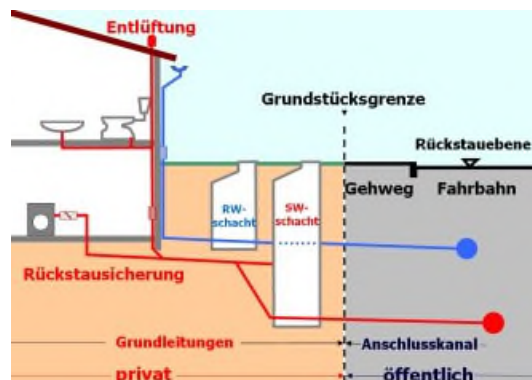 Entlüftung
Grundstücksgrenze
Rückstauebene
Gehweg
Fahrbahn
RW-
schacht
SW-
schacht
Rückstausicherung
Grundleitungen
Anschlusskanal
privat
öffentlich